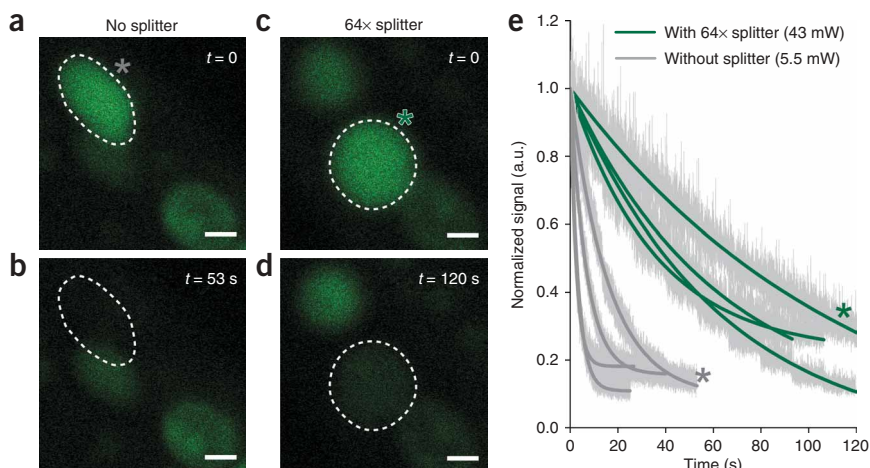 a
No splitter
t = 0
*
c
64× splitter
t = 0
*
b
t = 53 s
d
t = 120 s
e
With 64× splitter (43 mW)
Without splitter (5.5 mW)
Normalized signal (a.u.)
1.2
1.0
0.8
0.6
0.4
0.2
0.0
*
*
0
20
40
60
80
100
120
Time (s)